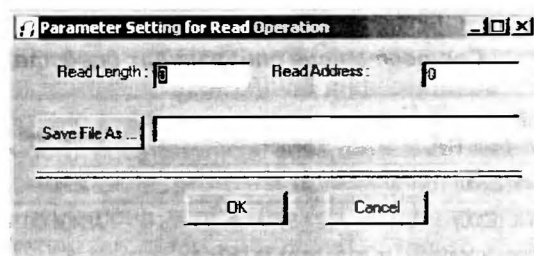 Parameter Setting for Read Operation
Read Length : 0 Read Address : 0
Save File As ...
OK Cancel